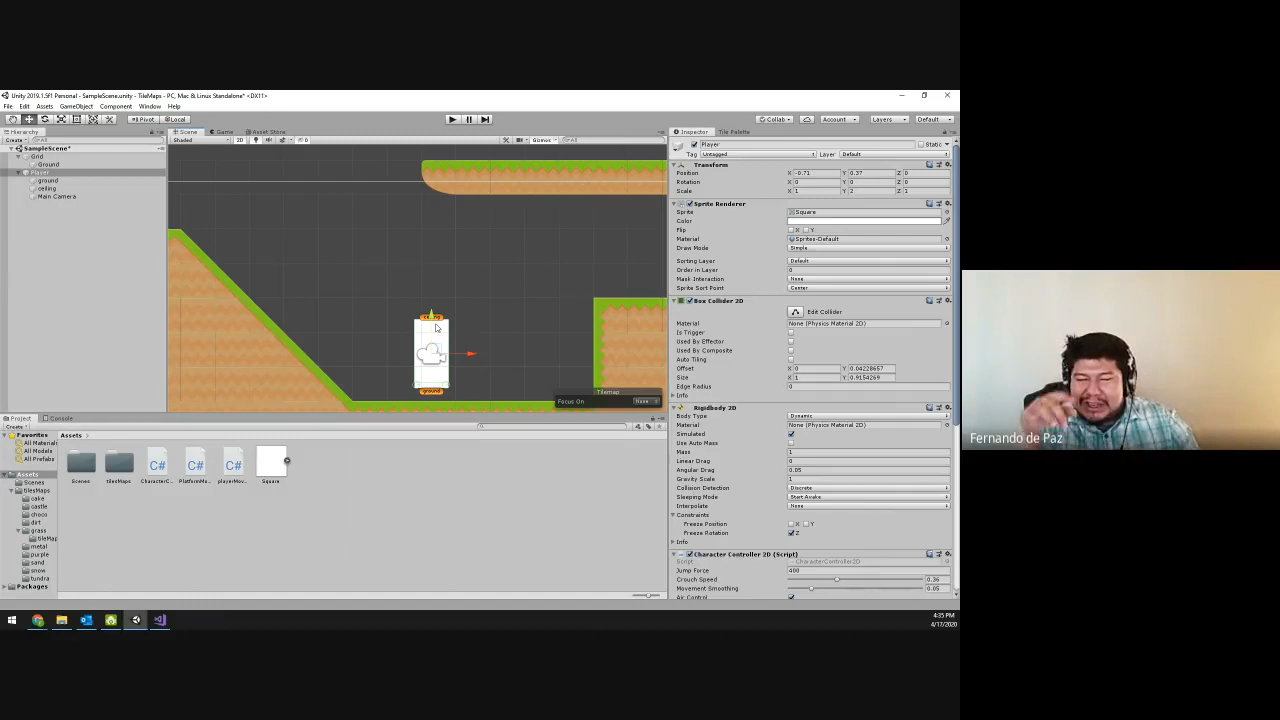 Unity 2019.1.5f1 Personal - SampleScene.unity - TileMaps - PC, Mac & Linux Standalone* <DX11>
File Edit Assets GameObject Component Window Help
Pivot Local
Collab Account Layers Default
Hierarchy
Create
SampleScene*
Grid
Ground
Player
ground
ceiling
Main Camera
Scene Game Asset Store
Shaded 2D Gizmos
ground
Tilemap
Focus On None
Inspector Tile Palette
Player Static
Tag Untagged Layer Default
Transform
Position X -0.71 Y 0.37 Z 0
Rotation X 0 Y 0 Z 0
Scale X 1 Y 2 Z 1
Sprite Renderer
Sprite Square
Color
Flip X Y
Material Sprites-Default
Draw Mode Simple
Sorting Layer Default
Order in Layer 0
Mask Interaction None
Sprite Sort Point Center
Box Collider 2D
Edit Collider
Material None (Physics Material 2D)
Is Trigger
Used By Effector
Used By Composite
Auto Tiling
Offset X 0 Y 0.04228657
Size X 1 Y 0.9154269
Edge Radius 0
Info
Rigidbody 2D
Body Type Dynamic
Material None (Physics Material 2D)
Simulated
Use Auto Mass
Mass 1
Linear Drag 0
Angular Drag 0.05
Gravity Scale 1
Collision Detection Discrete
Sleeping Mode Start Awake
Interpolate None
Constraints
Freeze Position X Y
Freeze Rotation Z
Info
Character Controller 2D (Script)
Script CharacterController2D
Jump Force 400
Crouch Speed 0.36
Movement Smoothing 0.05
Air Control
Project Console
Create
Favorites
All Material
All Models
All Prefabs
Assets
Scenes
tilesMaps
cake
castle
choco
dirt
grass
tileMap
metal
purple
sand
snow
tundra
Packages
Assets
Scenes tilesMaps CharacterC... PlatformMo... playerMov... Square
4:35 PM
4/17/2020
Fernando de Paz